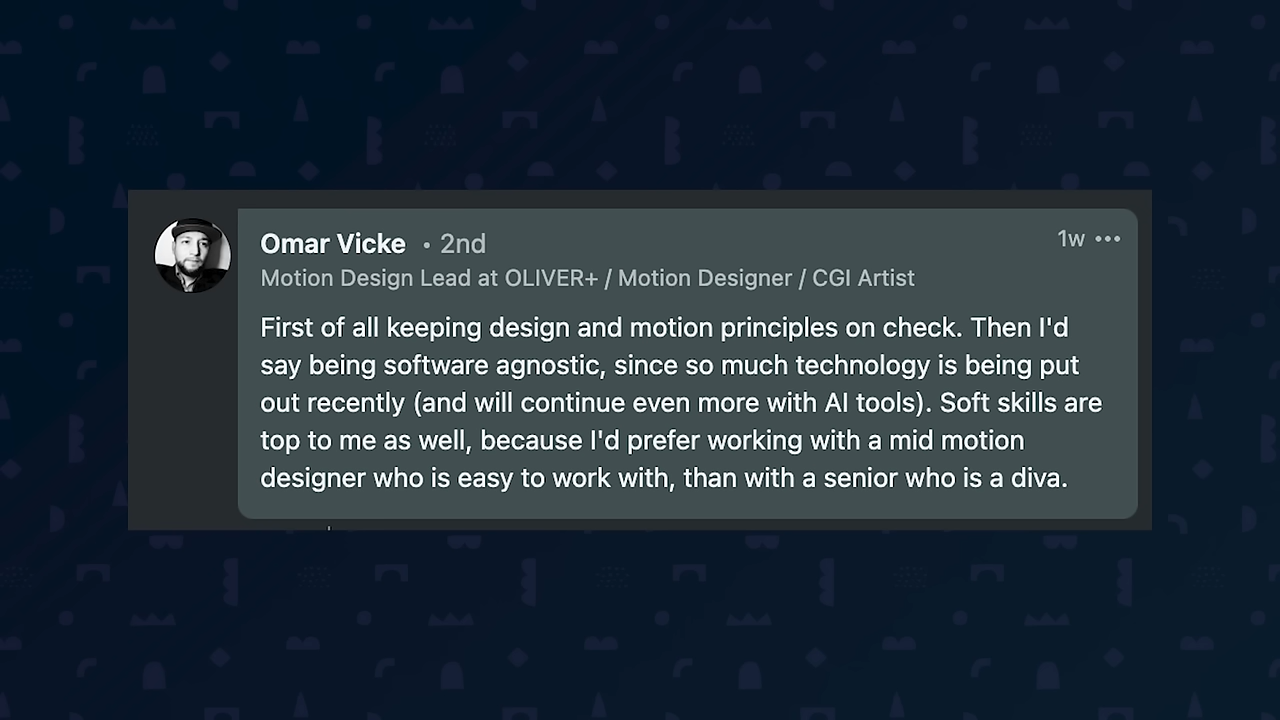 Omar Vicke • 2nd
1w •••
Motion Design Lead at OLIVER+ / Motion Designer / CGI Artist
First of all keeping design and motion principles on check. Then I'd
say being software agnostic, since so much technology is being put
out recently (and will continue even more with AI tools). Soft skills are
top to me as well, because I'd prefer working with a mid motion
designer who is easy to work with, than with a senior who is a diva.